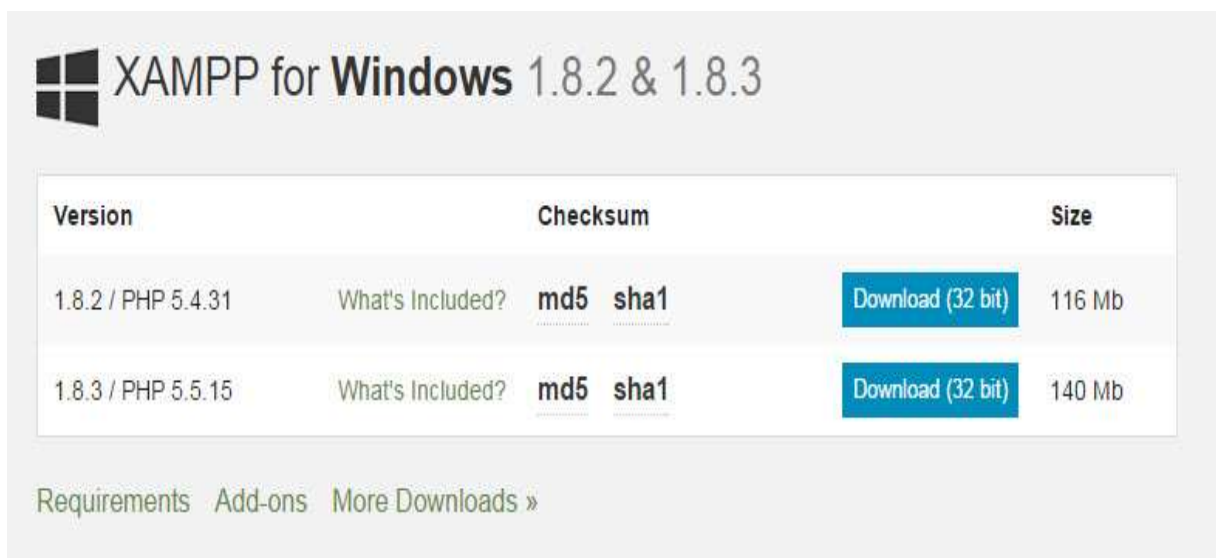 XAMPP for Windows 1.8.2 & 1.8.3
Version Checksum Size
1.8.2 / PHP 5.4.31 What's Included? md5 sha1 Download (32 bit) 116 Mb
1.8.3 / PHP 5.5.15 What's Included? md5 sha1 Download (32 bit) 140 Mb
Requirements Add-ons More Downloads »